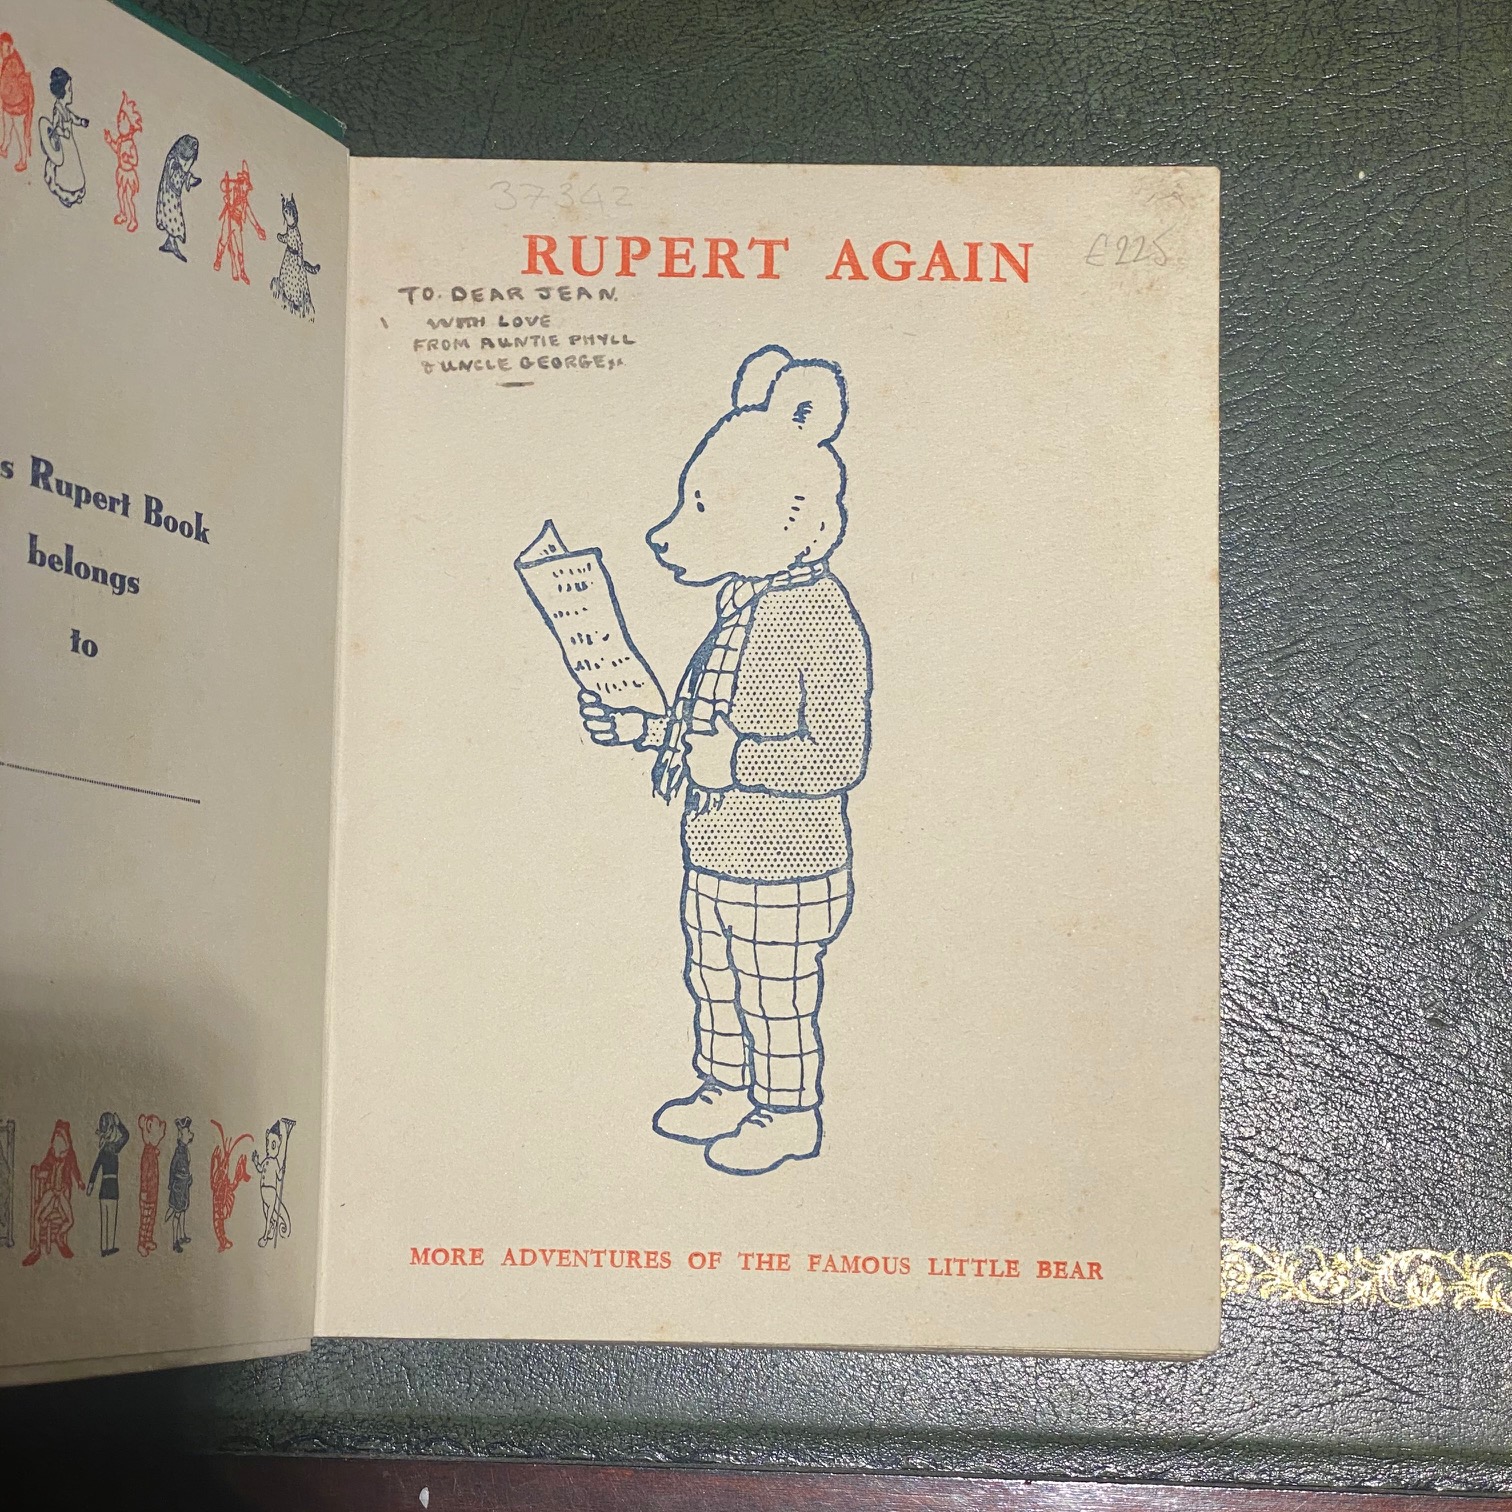 s Rupert Book
belongs
to
37342
RUPERT AGAIN
£225
TO. DEAR JEAN.
WITH LOVE
FROM AUNTIE PHYLL
& UNCLE GEORGE xx
MORE ADVENTURES OF THE FAMOUS LITTLE BEAR